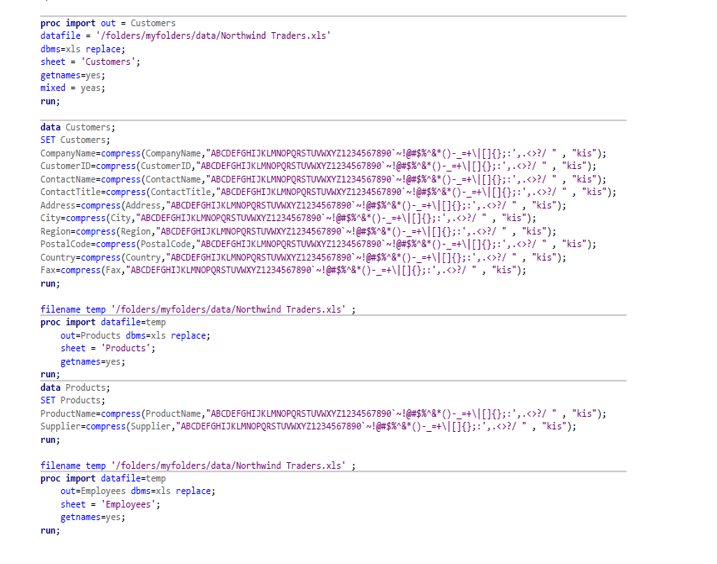 proc import out = Customers
datafile = '/folders/myfolders/data/Northwind Traders.xls'
dbms=xls replace;
sheet = 'Customers';
getnames=yes;
mixed = yeas;
run;
data Customers;
SET Customers;
CompanyName=compress(CompanyName,"ABCDEFGHIJKLMNOPQRSTUVWXYZ1234567890`~!@#$%^&*()-_=+\|[]{};:',.<>?/ " , "kis");
CustomerID=compress(CustomerID,"ABCDEFGHIJKLMNOPQRSTUVWXYZ1234567890`~!@#$%^&*()-_=+\|[]{};:',.<>?/ " , "kis");
ContactName=compress(ContactName,"ABCDEFGHIJKLMNOPQRSTUVWXYZ1234567890`~!@#$%^&*()-_=+\|[]{};:',.<>?/ " , "kis");
ContactTitle=compress(ContactTitle,"ABCDEFGHIJKLMNOPQRSTUVWXYZ1234567890`~!@#$%^&*()-_=+\|[]{};:',.<>?/ " , "kis");
Address=compress(Address,"ABCDEFGHIJKLMNOPQRSTUVWXYZ1234567890`~!@#$%^&*()-_=+\|[]{};:',.<>?/ " , "kis");
City=compress(City,"ABCDEFGHIJKLMNOPQRSTUVWXYZ1234567890`~!@#$%^&*()-_=+\|[]{};:',.<>?/ " , "kis");
Region=compress(Region,"ABCDEFGHIJKLMNOPQRSTUVWXYZ1234567890`~!@#$%^&*()-_=+\|[]{};:',.<>?/ " , "kis");
PostalCode=compress(PostalCode,"ABCDEFGHIJKLMNOPQRSTUVWXYZ1234567890`~!@#$%^&*()-_=+\|[]{};:',.<>?/ " , "kis");
Country=compress(Country,"ABCDEFGHIJKLMNOPQRSTUVWXYZ1234567890`~!@#$%^&*()-_=+\|[]{};:',.<>?/ " , "kis");
Fax=compress(Fax,"ABCDEFGHIJKLMNOPQRSTUVWXYZ1234567890`~!@#$%^&*()-_=+\|[]{};:',.<>?/ " , "kis");
run;
filename temp '/folders/myfolders/data/Northwind Traders.xls' ;
proc import datafile=temp
out=Products dbms=xls replace;
sheet = 'Products';
getnames=yes;
run;
data Products;
SET Products;
ProductName=compress(ProductName,"ABCDEFGHIJKLMNOPQRSTUVWXYZ1234567890`~!@#$%^&*()-_=+\|[]{};:',.<>?/ " , "kis");
Supplier=compress(Supplier,"ABCDEFGHIJKLMNOPQRSTUVWXYZ1234567890`~!@#$%^&*()-_=+\|[]{};:',.<>?/ " , "kis");
run;
filename temp '/folders/myfolders/data/Northwind Traders.xls' ;
proc import datafile=temp
out=Employees dbms=xls replace;
sheet = 'Employees';
getnames=yes;
run;